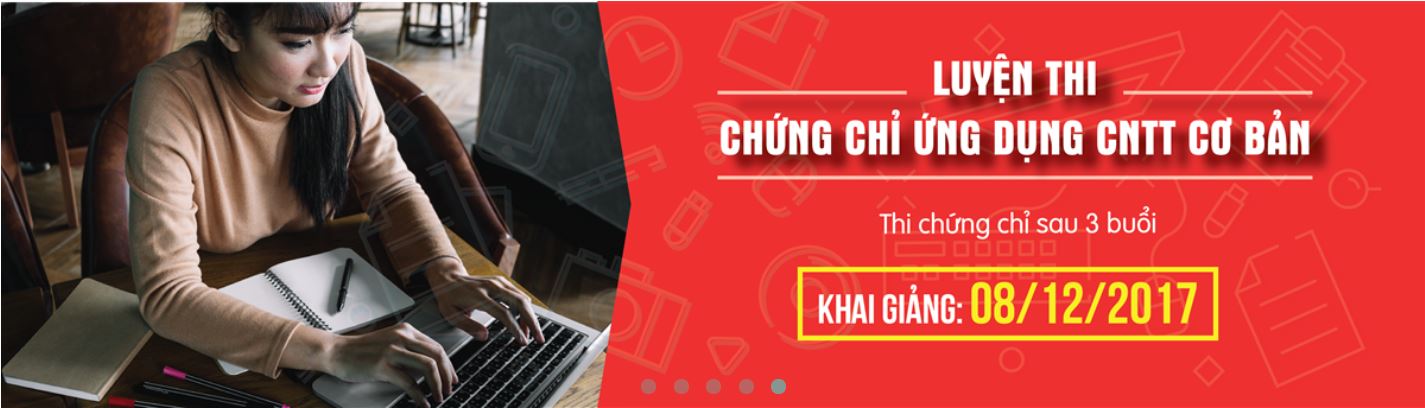 LUYỆN THI
CHỨNG CHỈ ỨNG DỤNG CNTT CƠ BẢN
Thi chứng chỉ sau 3 buổi
KHAI GIẢNG: 08/12/2017